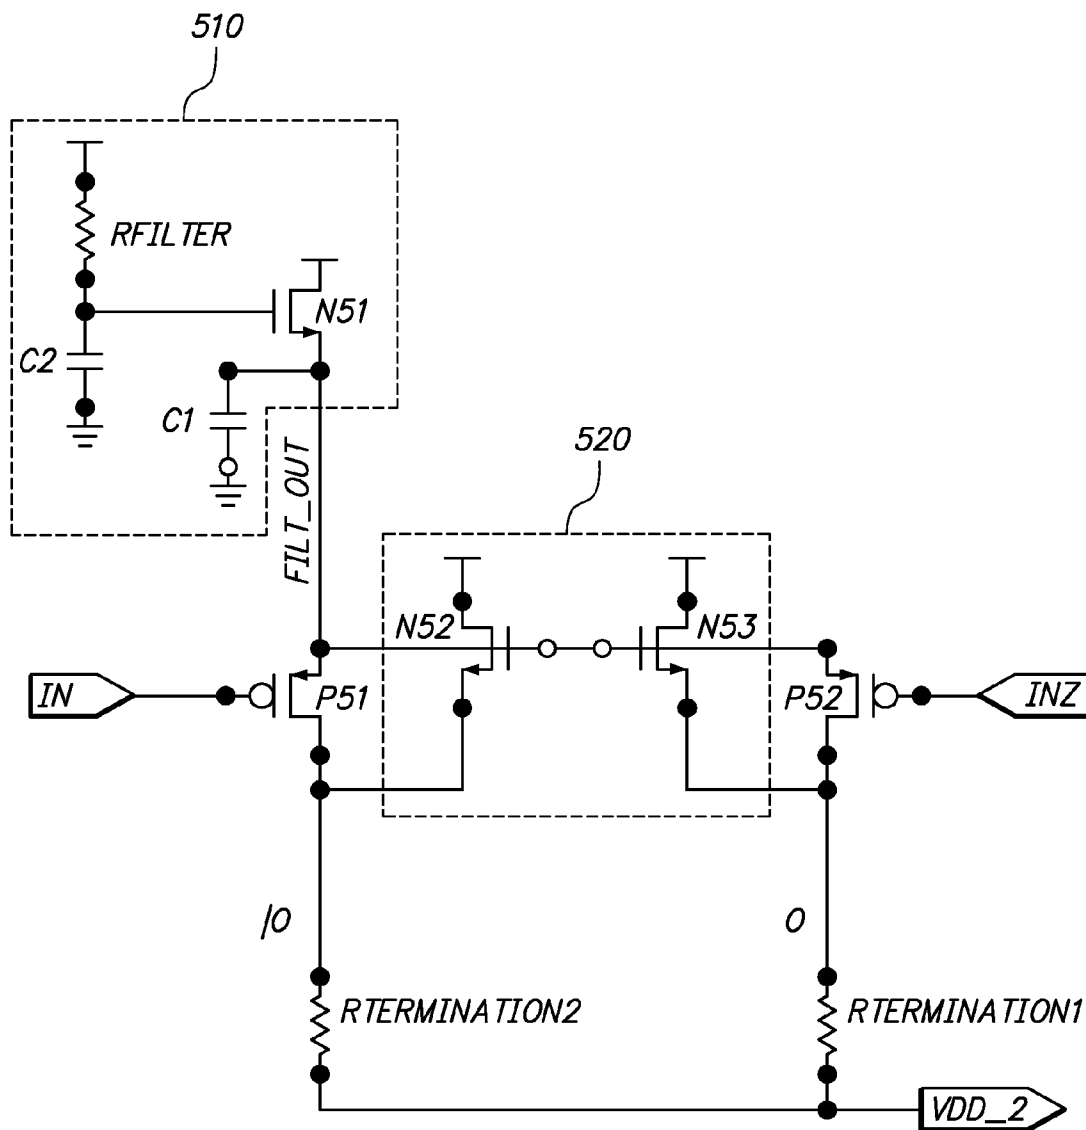 510
RFILTER
N51
C2
C1
FILT_OUT
520
N52
N53
IN
P51
P52
INZ
|O
O
RTERMINATION2
RTERMINATION1
VDD_2